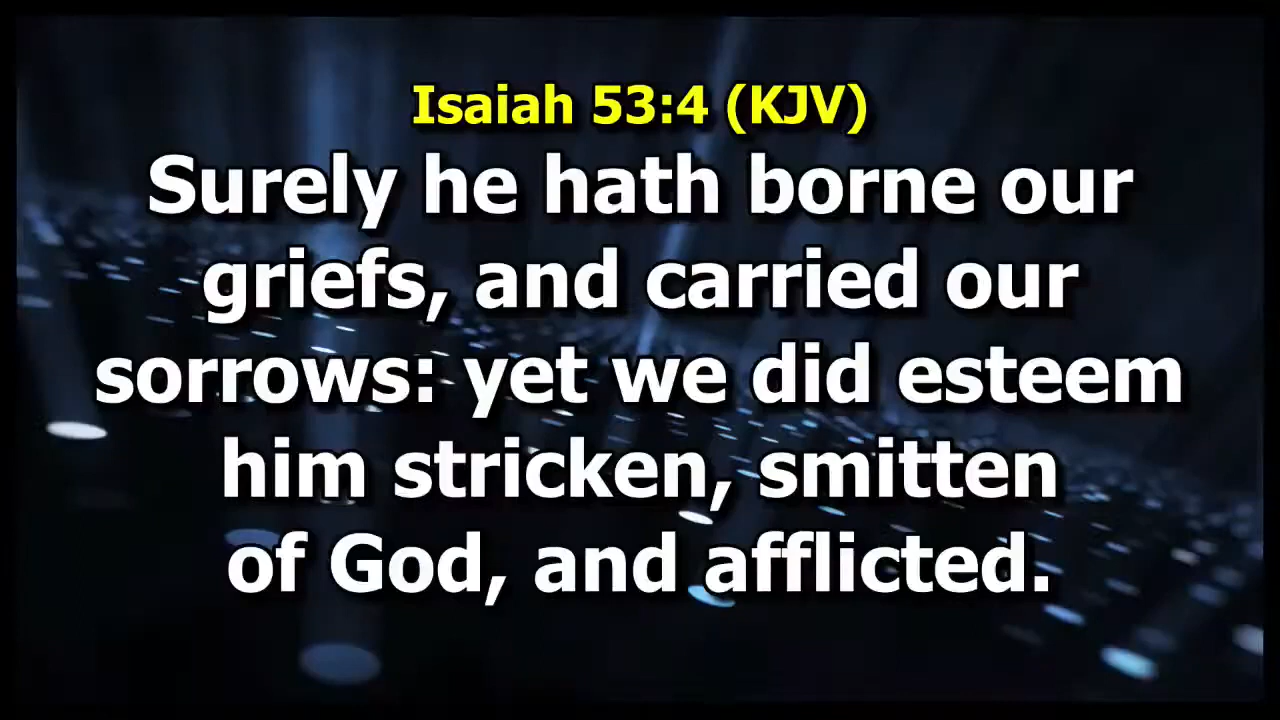 Isaiah 53:4 (KJV)
Surely he hath borne our
griefs, and carried our
sorrows: yet we did esteem
him stricken, smitten
of God, and afflicted.